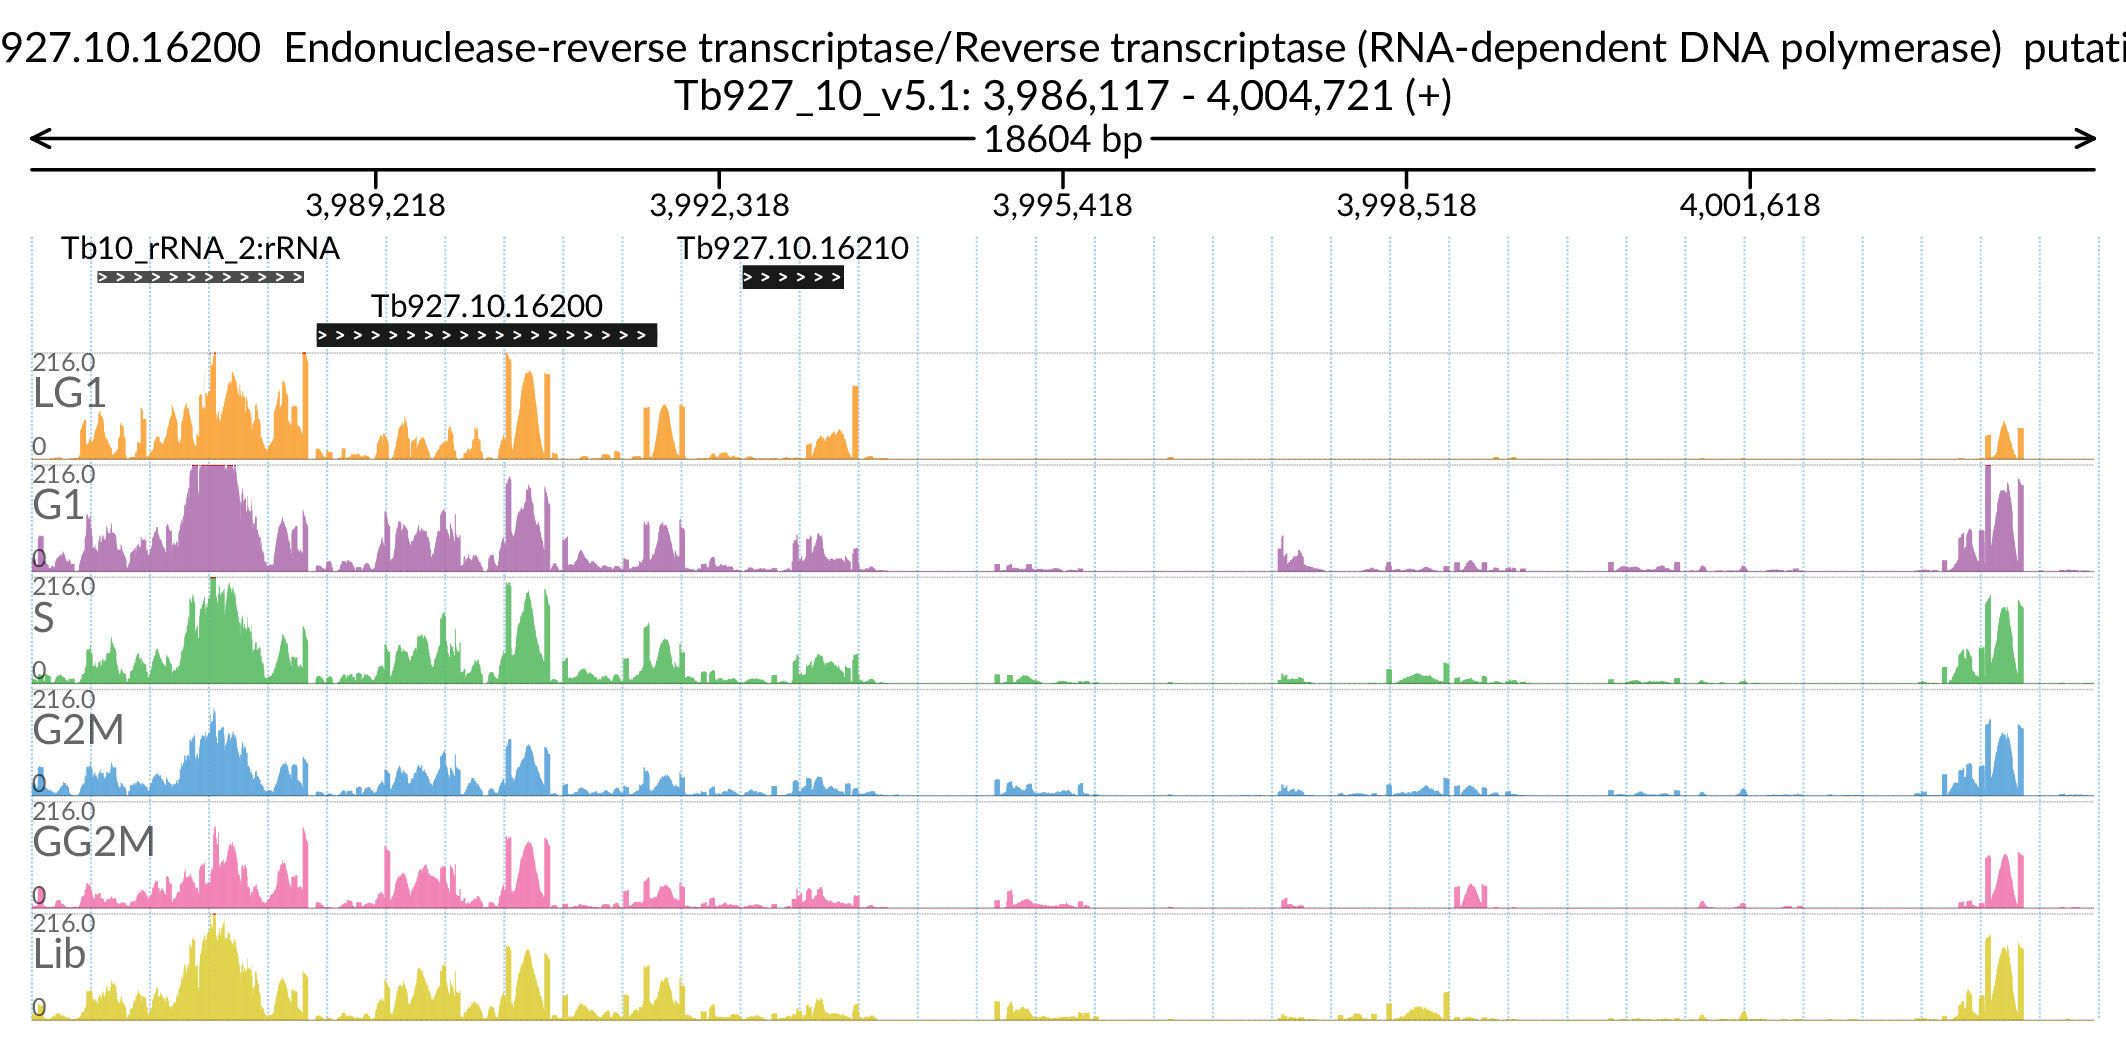 927.10.16200 Endonuclease-reverse transcriptase/Reverse transcriptase (RNA-dependent DNA polymerase) putati
Tb927_10_v5.1: 3,986,117 - 4,004,721 (+)
18604 bp
3,989,218 3,992,318 3,995,418 3,998,518 4,001,618
Tb10_rRNA_2:rRNA Tb927.10.16210
Tb927.10.16200
216.0
LG1
0
216.0
G1
0
216.0
S
0
216.0
G2M
0
216.0
GG2M
0
216.0
Lib
0